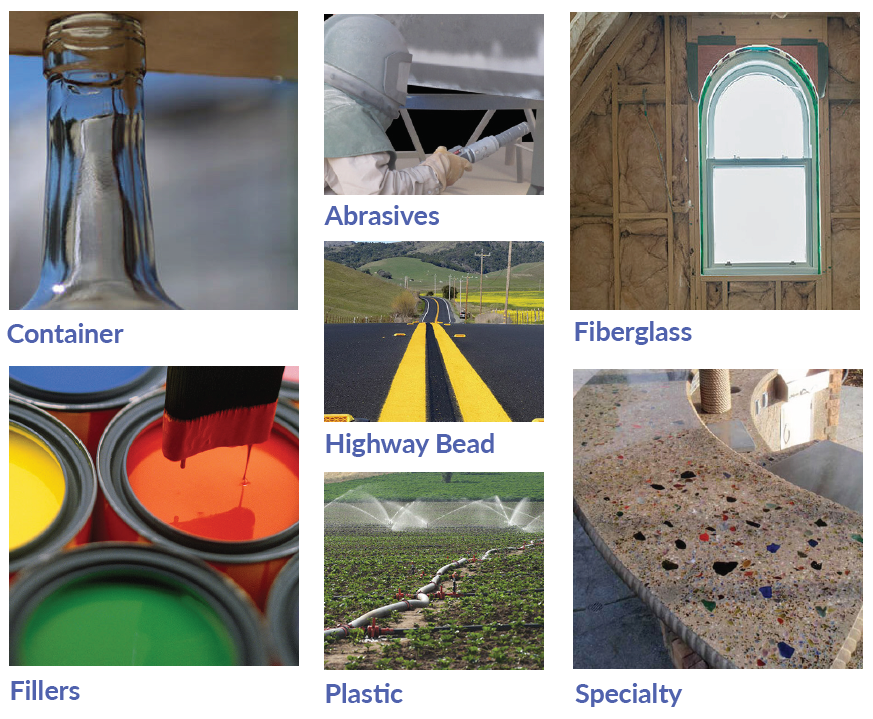 Container
Fillers
Abrasives
Highway Bead
Plastic
Fiberglass
Specialty